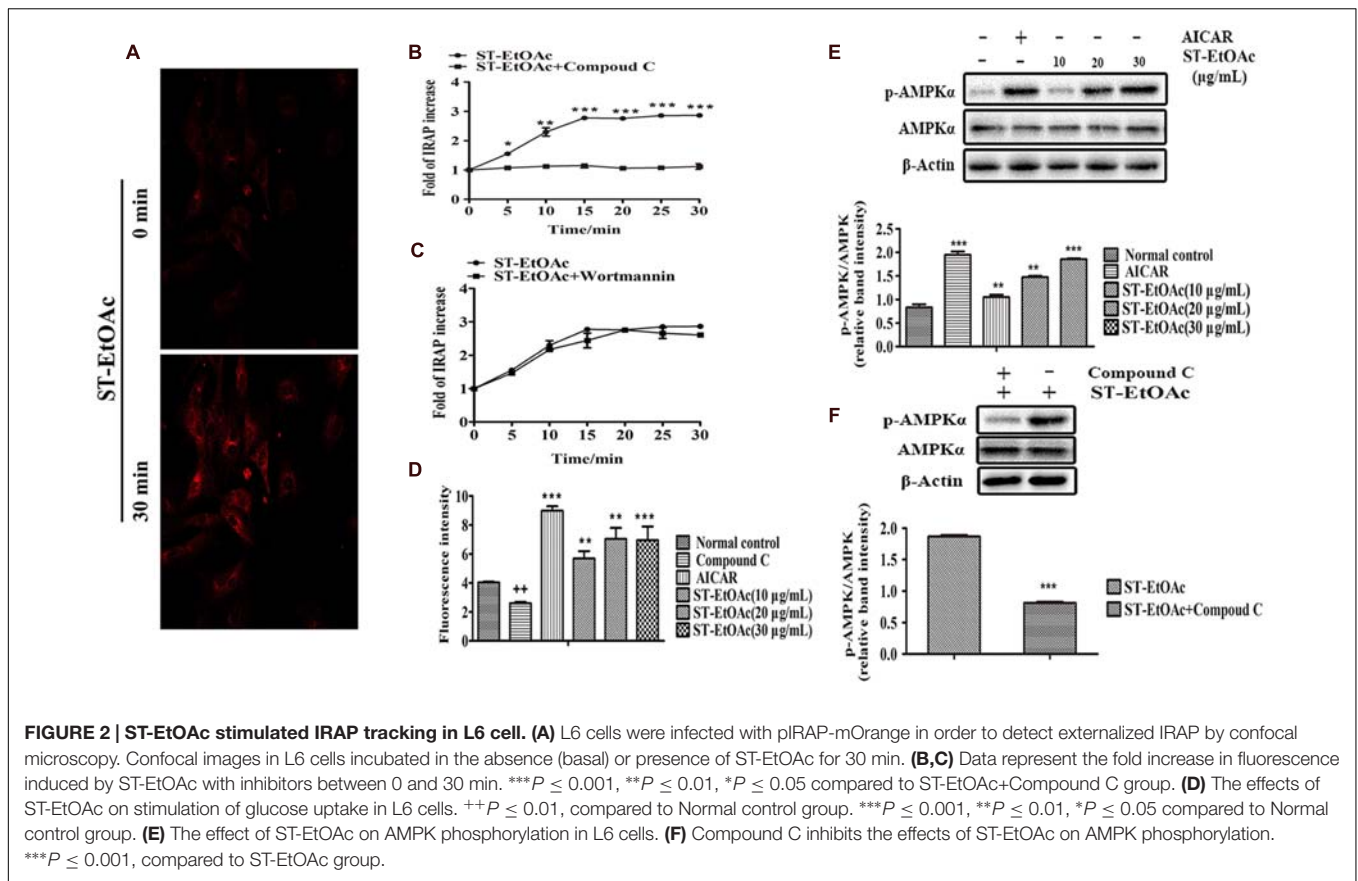 A
ST-EtOAc
0 min
30 min
B
ST-EtOAc
ST-EtOAc+Compoud C
Fold of IRAP increase
4
3
2
1
0
* ** *** *** *** ***
0 5 10 15 20 25 30
Time/min
C
ST-EtOAc
ST-EtOAc+Wortmannin
Fold of IRAP increase
4
3
2
1
0 5 10 15 20 25 30
Time/min
D
Fluorescence intensity
10
8
6
4
2
0
++ *** ** ** ***
Normal control
Compound C
AICAR
ST-EtOAc(10 μg/mL)
ST-EtOAc(20 μg/mL)
ST-EtOAc(30 μg/mL)
E
- + - - - AICAR
- - 10 20 30 ST-EtOAc
(μg/mL)
p-AMPKα
AMPKα
β-Actin
p-AMPK/AMPK
(relative band intensity)
2.5
2.0
1.5
1.0
0.5
0.0
*** ** ** ***
Normal control
AICAR
ST-EtOAc(10 μg/mL)
ST-EtOAc(20 μg/mL)
ST-EtOAc(30 μg/mL)
F
Compound C + -
ST-EtOAc + +
p-AMPKα
AMPKα
β-Actin
p-AMPK/AMPK
(relative band intensity)
2.0
1.5
1.0
0.5
0.0
***
ST-EtOAc
ST-EtOAc+Compoud C
FIGURE 2 | ST-EtOAc stimulated IRAP tracking in L6 cell. (A) L6 cells were infected with pIRAP-mOrange in order to detect externalized IRAP by confocal
microscopy. Confocal images in L6 cells incubated in the absence (basal) or presence of ST-EtOAc for 30 min. (B,C) Data represent the fold increase in fluorescence
induced by ST-EtOAc with inhibitors between 0 and 30 min. ***P ≤ 0.001, **P ≤ 0.01, *P ≤ 0.05 compared to ST-EtOAc+Compound C group. (D) The effects of
ST-EtOAc on stimulation of glucose uptake in L6 cells. ++P ≤ 0.01, compared to Normal control group. ***P ≤ 0.001, **P ≤ 0.01, *P ≤ 0.05 compared to Normal
control group. (E) The effect of ST-EtOAc on AMPK phosphorylation in L6 cells. (F) Compound C inhibits the effects of ST-EtOAc on AMPK phosphorylation.
***P ≤ 0.001, compared to ST-EtOAc group.